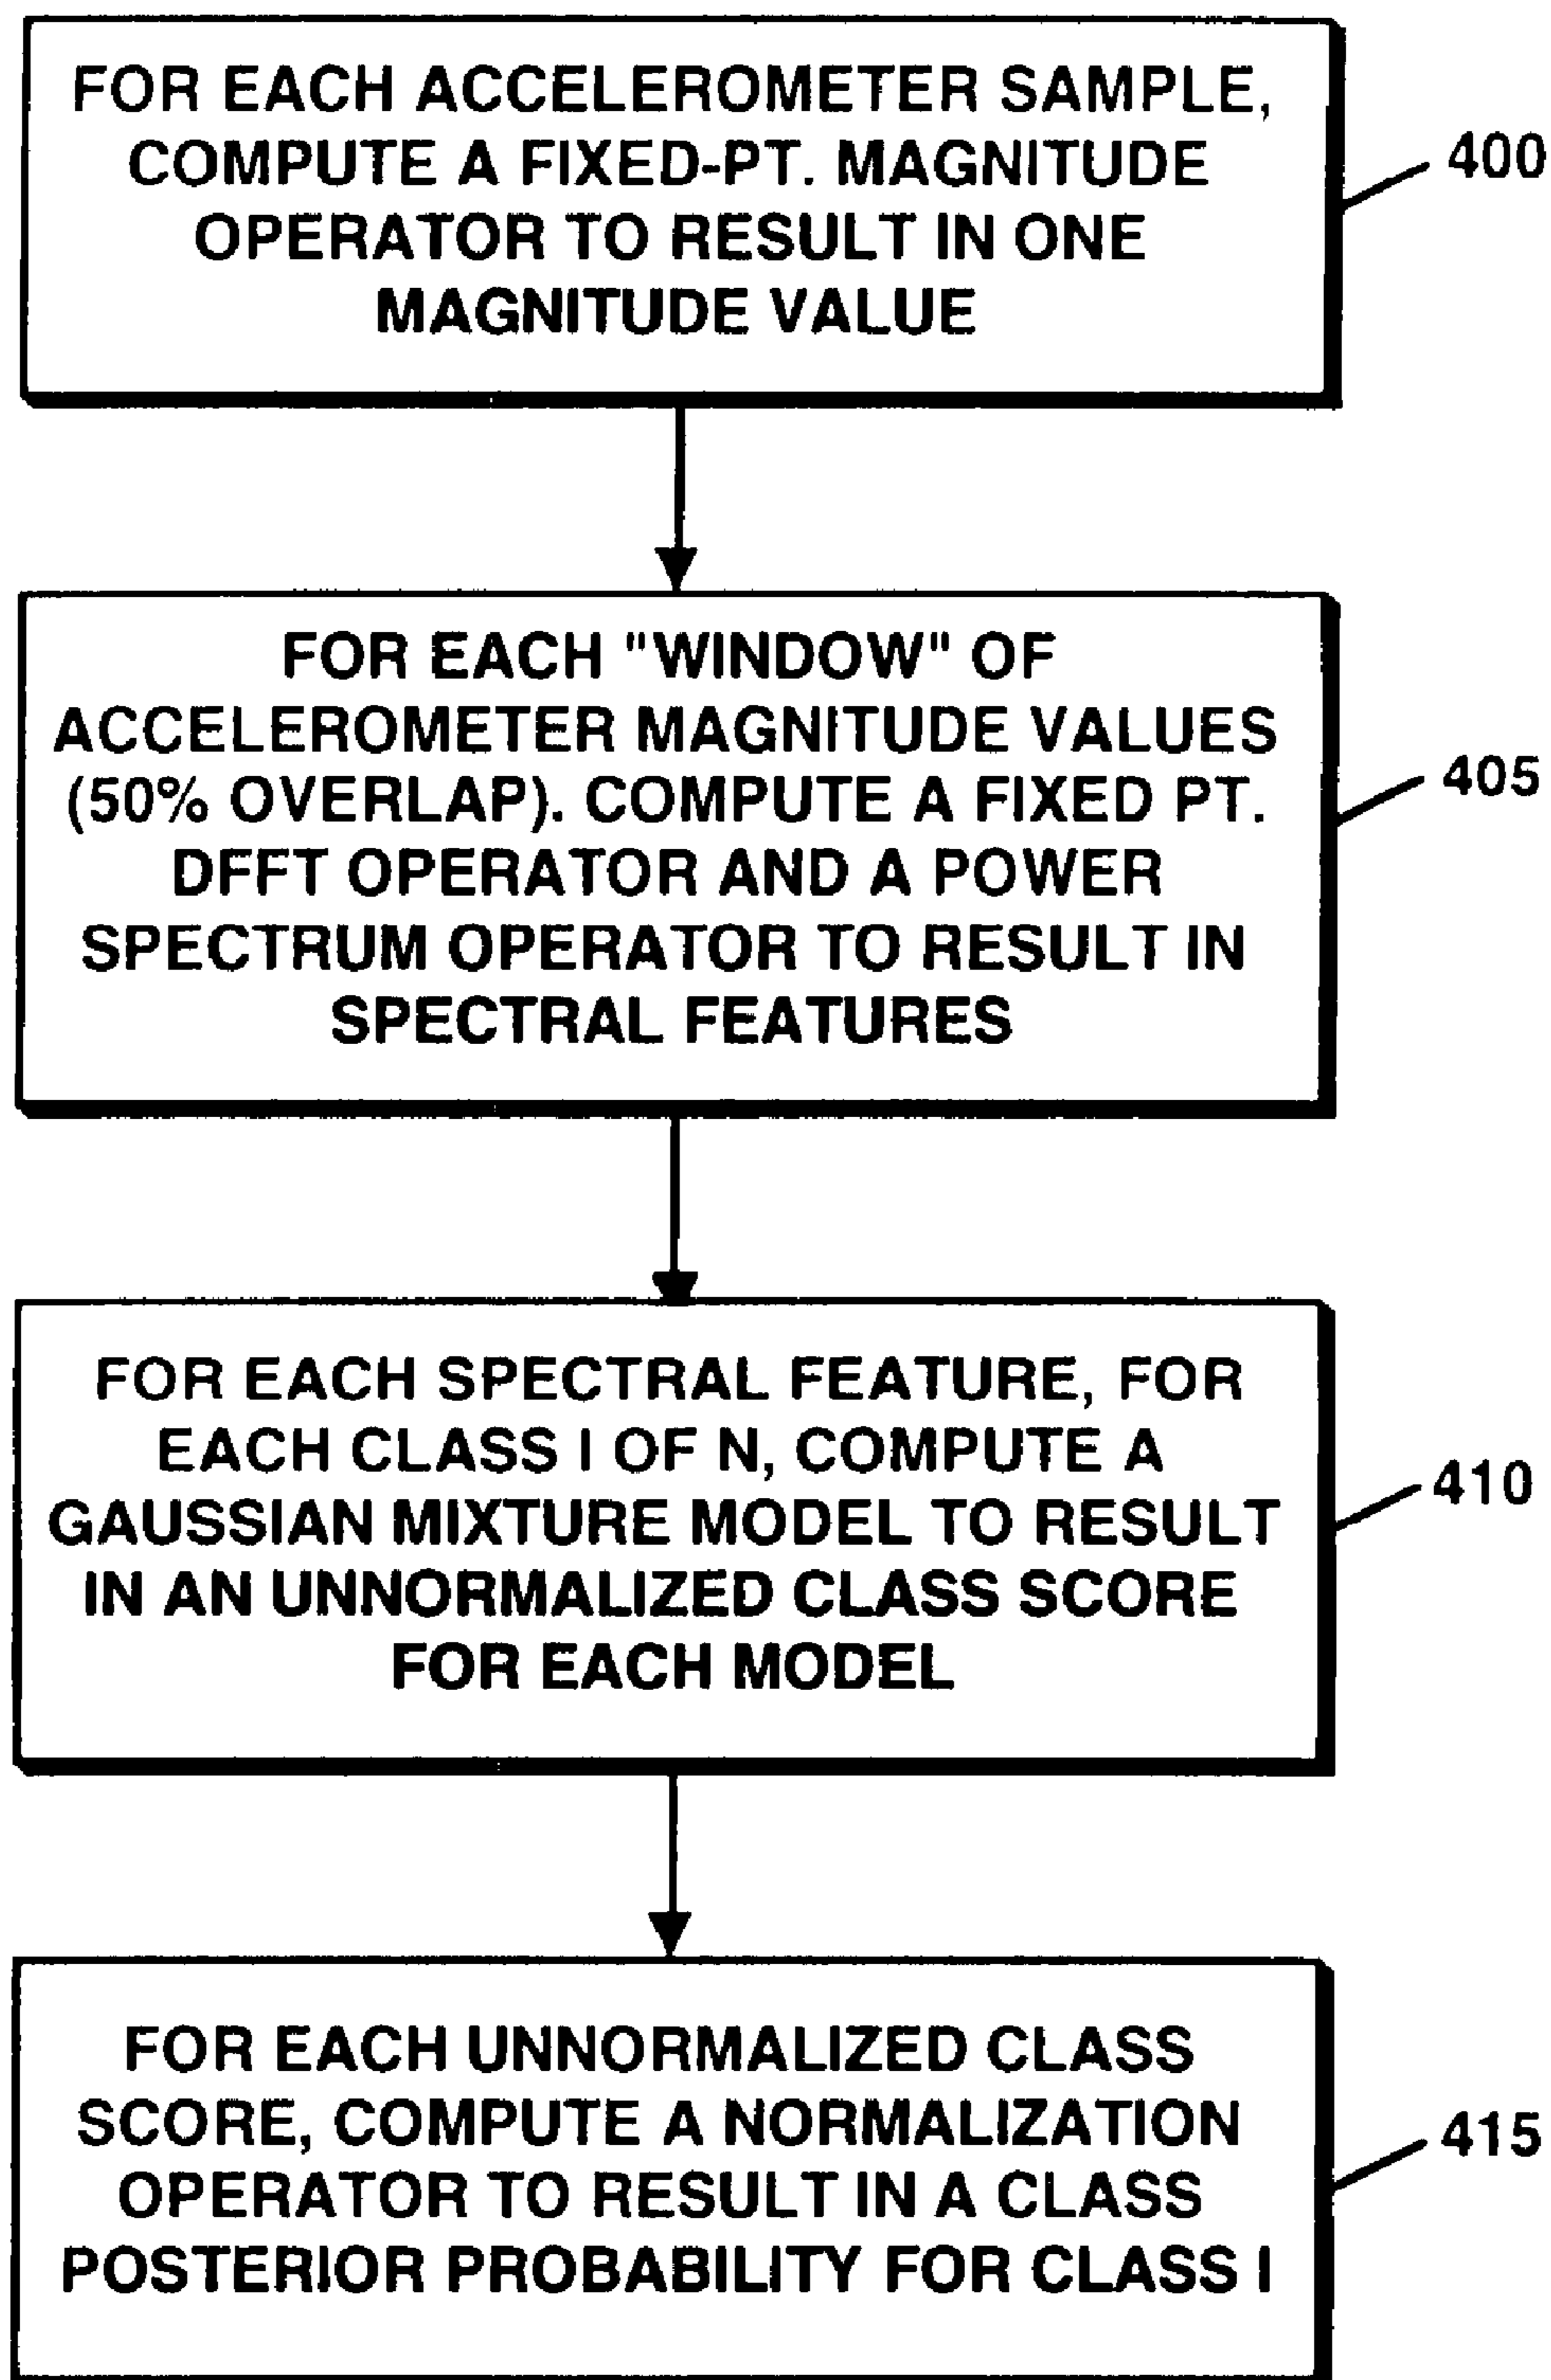 FOR EACH ACCELEROMETER SAMPLE,
COMPUTE A FIXED-PT. MAGNITUDE
OPERATOR TO RESULT IN ONE
MAGNITUDE VALUE
400
FOR EACH "WINDOW" OF
ACCELEROMETER MAGNITUDE VALUES
(50% OVERLAP). COMPUTE A FIXED PT.
DFFT OPERATOR AND A POWER
SPECTRUM OPERATOR TO RESULT IN
SPECTRAL FEATURES
405
FOR EACH SPECTRAL FEATURE, FOR
EACH CLASS I OF N, COMPUTE A
GAUSSIAN MIXTURE MODEL TO RESULT
IN AN UNNORMALIZED CLASS SCORE
FOR EACH MODEL
410
FOR EACH UNNORMALIZED CLASS
SCORE, COMPUTE A NORMALIZATION
OPERATOR TO RESULT IN A CLASS
POSTERIOR PROBABILITY FOR CLASS I
415